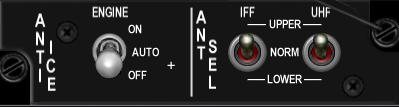 ANTI
ICE
ENGINE
ON
AUTO
OFF
+
ANT
SEL
IFF
UHF
UPPER
NORM
LOWER